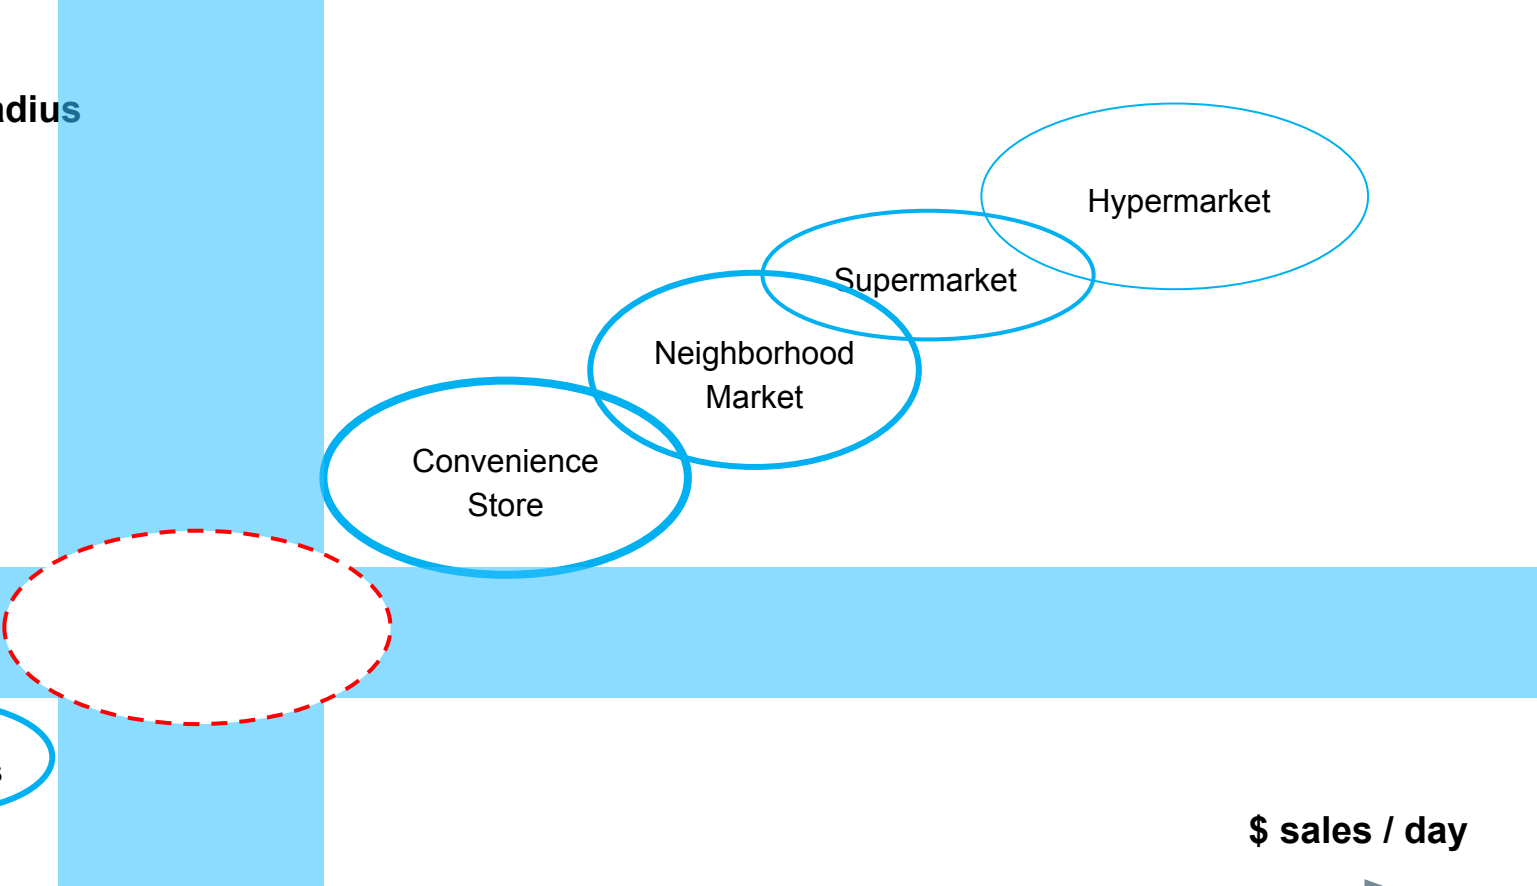 adius
Hypermarket
Supermarket
Neighborhood
Market
Convenience
Store
s
$ sales / day